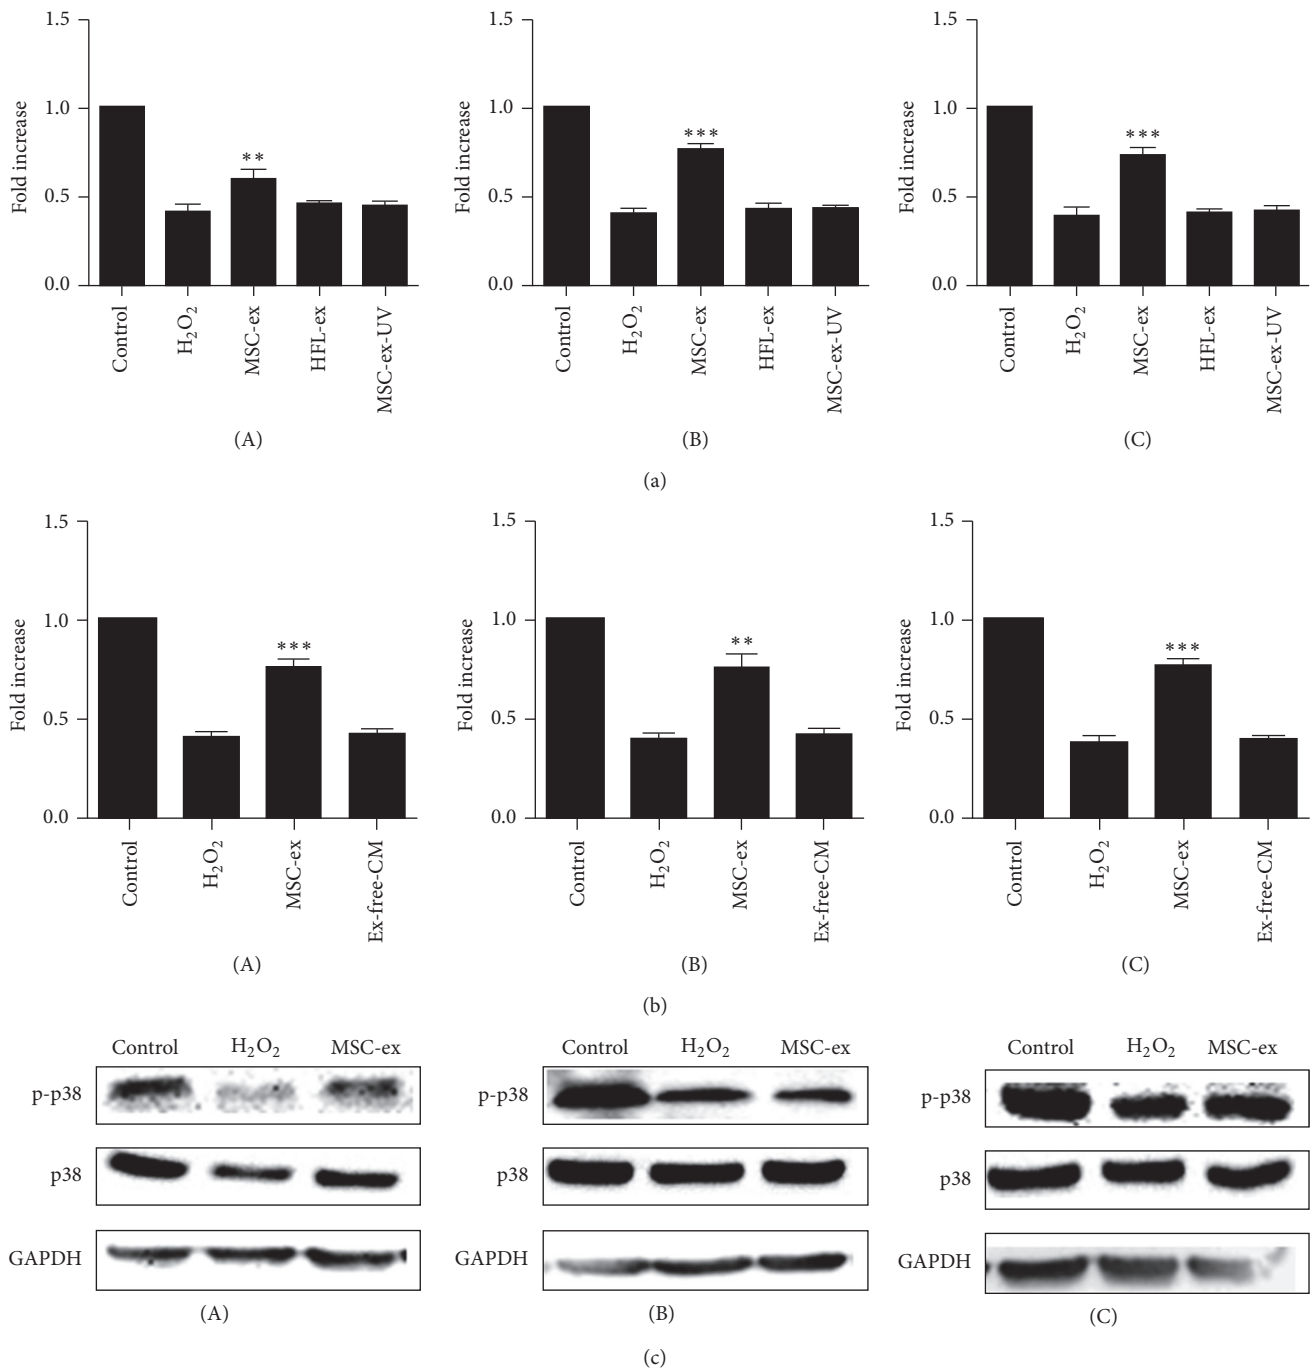 1.5
1.0
0.5
0.0
Fold increase
**
Control
H2O2
MSC-ex
HFL-ex
MSC-ex-UV
(A)
1.5
1.0
0.5
0.0
Fold increase
***
Control
H2O2
MSC-ex
HFL-ex
MSC-ex-UV
(B)
1.5
1.0
0.5
0.0
Fold increase
***
Control
H2O2
MSC-ex
HFL-ex
MSC-ex-UV
(C)
(a)
1.5
1.0
0.5
0.0
Fold increase
***
Control
H2O2
MSC-ex
Ex-free-CM
(A)
1.5
1.0
0.5
0.0
Fold increase
**
Control
H2O2
MSC-ex
Ex-free-CM
(B)
1.5
1.0
0.5
0.0
Fold increase
***
Control
H2O2
MSC-ex
Ex-free-CM
(C)
(b)
Control H2O2 MSC-ex
p-p38
p38
GAPDH
(A)
Control H2O2 MSC-ex
p-p38
p38
GAPDH
(B)
Control H2O2 MSC-ex
p-p38
p38
GAPDH
(C)
(c)